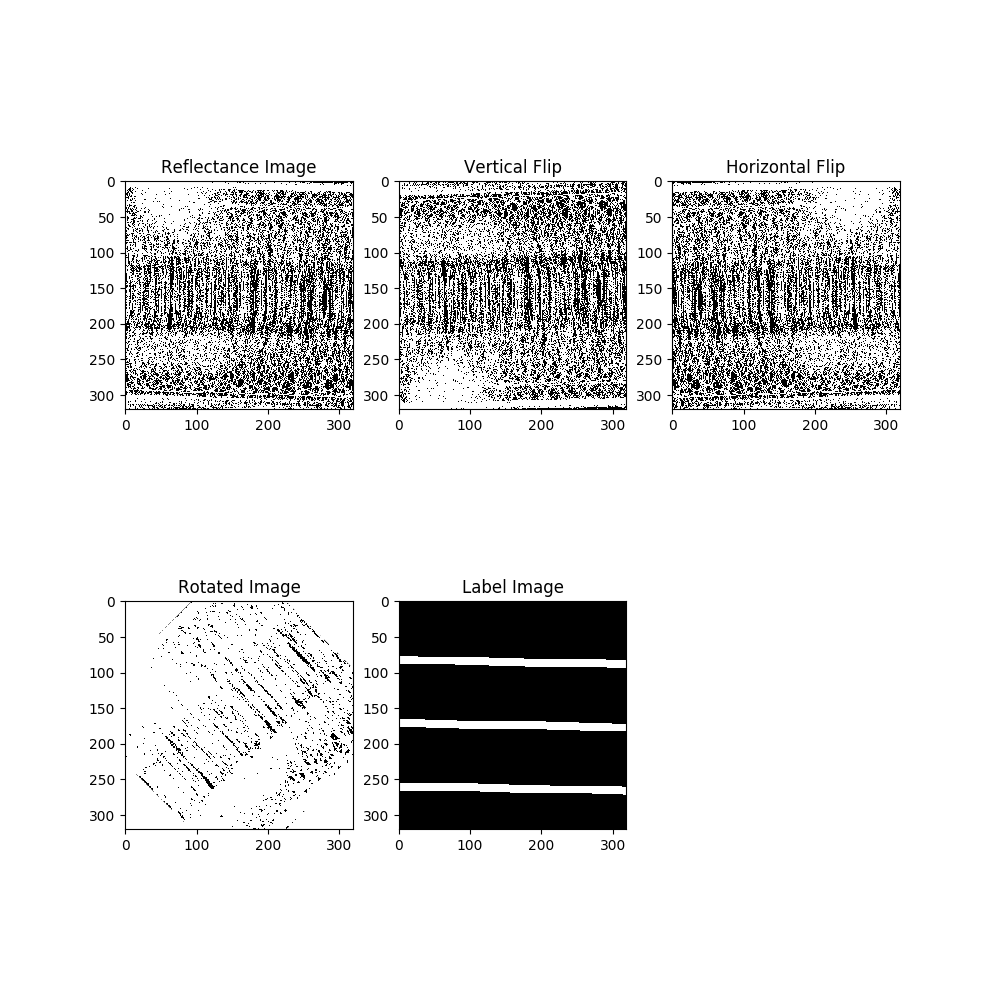 Reflectance Image Vertical Flip Horizontal Flip
0 0 0
50 50 50
100 100 100
150 150 150
200 200 200
250 250 250
300 300 300
0 100 200 300 0 100 200 300 0 100 200 300
Rotated Image Label Image
0 0
50 50
100 100
150 150
200 200
250 250
300 300
0 100 200 300 0 100 200 300